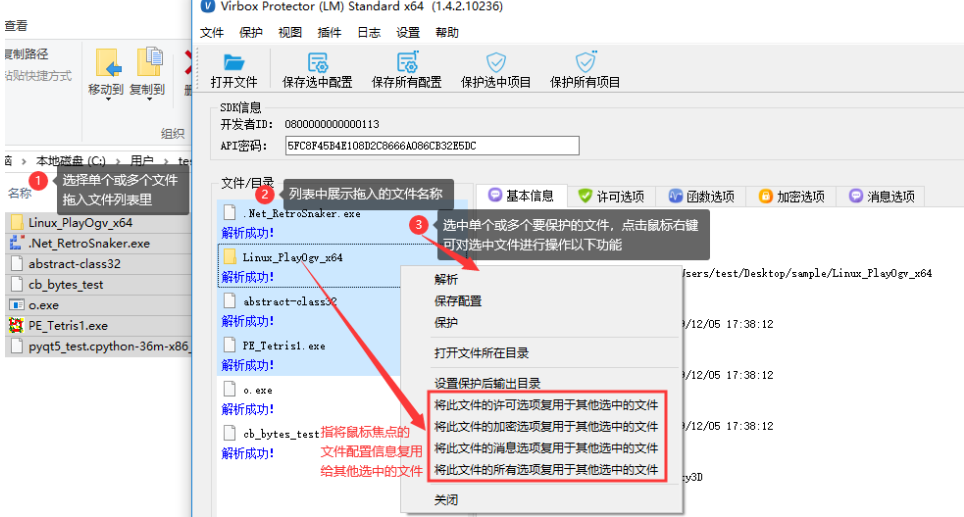 Virbox Protector (LM) Standard x64 (1.4.2.10236)
查看
文件 保护 视图 插件 日志 设置 帮助
复制路径
粘贴快捷方式
移动到 复制到
组织
打开文件 保存选中配置 保存所有配置 保护选中项目 保护所有项目
SDK信息
开发者ID: 0800000000000113
API密码: 5FC8F45B4E108D2C8666A086CB32E5DC
本地磁盘 (C:) > 用户 > te
名称
1 选择单个或多个文件
拖入文件列表里
Linux_PlayOgv_x64
.Net_RetroSnaker.exe
abstract-class32
cb_bytes_test
o.exe
PE_Tetris1.exe
pyqt5_test.cpython-36m-x86_
文件/目录
2 列表中展示拖入的文件名称
.Net_RetroSnaker.exe
解析成功!
Linux_PlayOgv_x64
解析成功!
abstract-class32
解析成功!
PE_Tetris1.exe
解析成功!
o.exe
解析成功!
cb_bytes_test
解析成功!
指将鼠标焦点的
文件配置信息复用
给其他选中的文件
基本信息 许可选项 函数选项 加密选项 消息选项
3 选中单个或多个要保护的文件，点击鼠标右键
可对选中文件进行操作以下功能
解析
保存配置
保护
打开文件所在目录
设置保护后输出目录
将此文件的许可选项复用于其他选中的文件
将此文件的加密选项复用于其他选中的文件
将此文件的消息选项复用于其他选中的文件
将此文件的所有选项复用于其他选中的文件
关闭
sers/test/Desktop/sample/Linux_PlayOgv_x64
/12/05 17:38:12
/12/05 17:38:12
/12/05 17:38:12
y3D